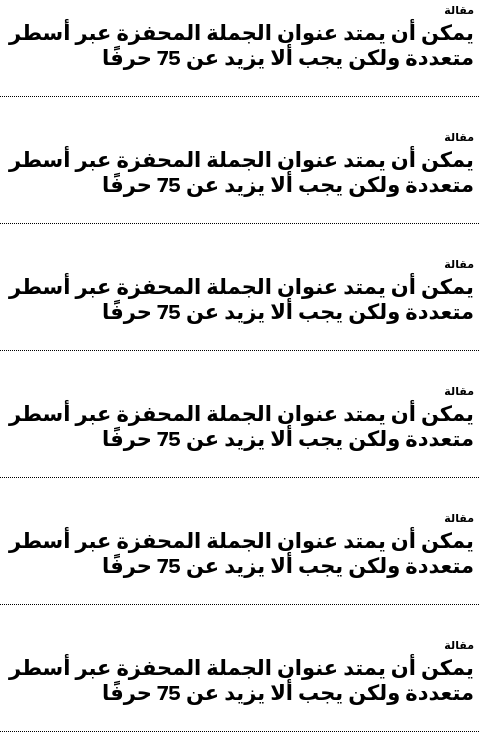 مقالة
يمكن أن يمتد عنوان الجملة المحفزة عبر أسطر
متعددة ولكن يجب ألا يزيد عن 75 حرفًا
مقالة
يمكن أن يمتد عنوان الجملة المحفزة عبر أسطر
متعددة ولكن يجب ألا يزيد عن 75 حرفًا
مقالة
يمكن أن يمتد عنوان الجملة المحفزة عبر أسطر
متعددة ولكن يجب ألا يزيد عن 75 حرفًا
مقالة
يمكن أن يمتد عنوان الجملة المحفزة عبر أسطر
متعددة ولكن يجب ألا يزيد عن 75 حرفًا
مقالة
يمكن أن يمتد عنوان الجملة المحفزة عبر أسطر
متعددة ولكن يجب ألا يزيد عن 75 حرفًا
مقالة
يمكن أن يمتد عنوان الجملة المحفزة عبر أسطر
متعددة ولكن يجب ألا يزيد عن 75 حرفًا